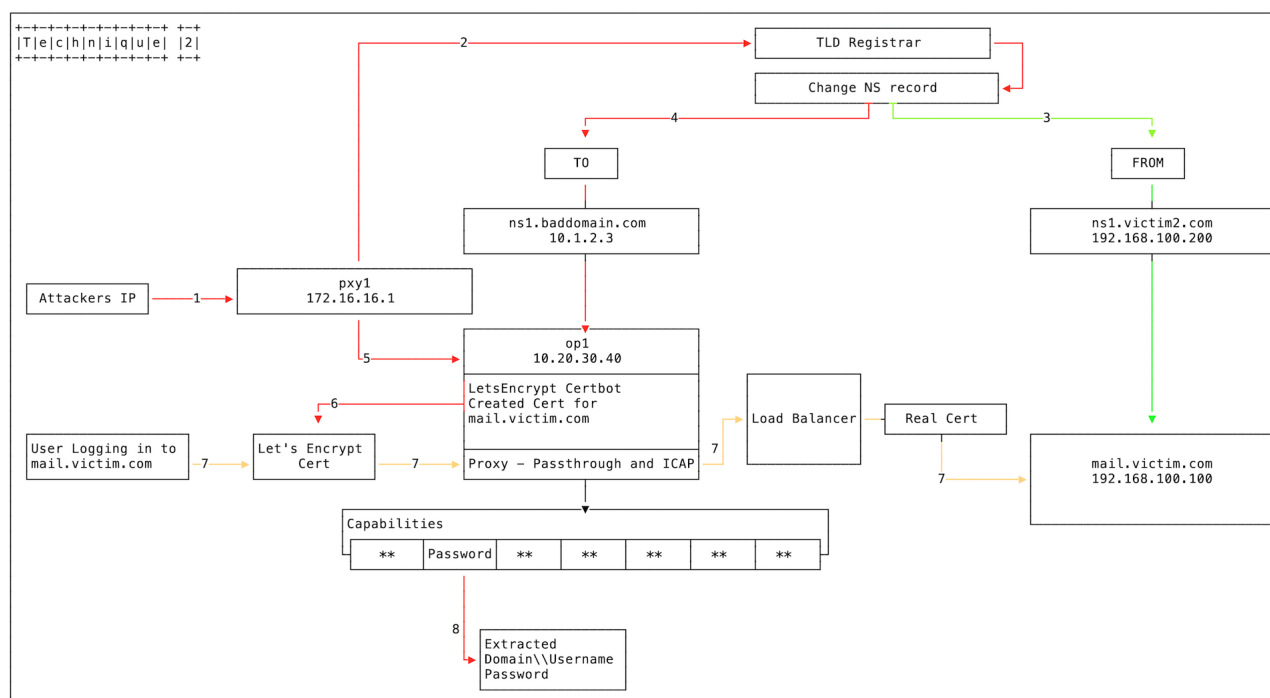 +-+-+-+-+-+-+-+-+-+ +-+
|T|e|c|h|n|i|q|u|e| |2|
+-+-+-+-+-+-+-+-+-+ +-+
2
TLD Registrar
Change NS record
4
3
TO
FROM
ns1.baddomain.com
10.1.2.3
ns1.victim2.com
192.168.100.200
Attackers IP
1
pxy1
172.16.16.1
5
op1
10.20.30.40
LetsEncrypt Certbot
Created Cert for
mail.victim.com
6
Load Balancer
Real Cert
User Logging in to
mail.victim.com
7
Let's Encrypt
Cert
7
Proxy – Passthrough and ICAP
7
7
mail.victim.com
192.168.100.100
Capabilities
** Password ** ** ** ** **
8
Extracted
Domain\\Username
Password